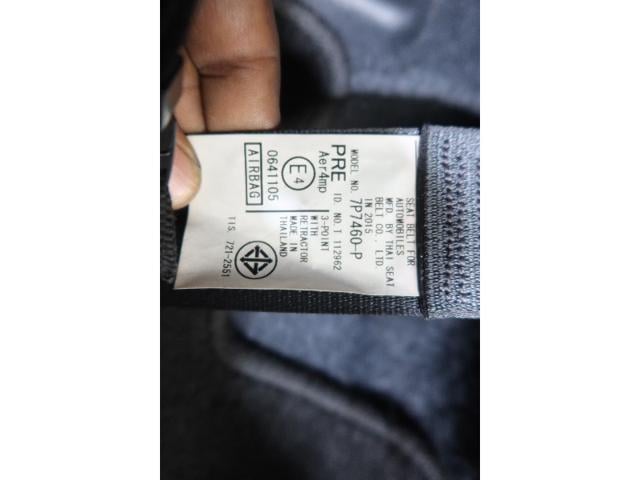 SEAT BELT FOR
AUTOMOBILES
MFD. BY THAI SEAT
BELT CO., LTD.
IN 2015
MODEL NO. 7P7460-P
ID. NO. T 112962
PRE
Aer4mp
3-POINT
WITH
RETRACTOR
MADE IN
THAILAND
E4
0641105
AIRBAG
TIS. 721-2551